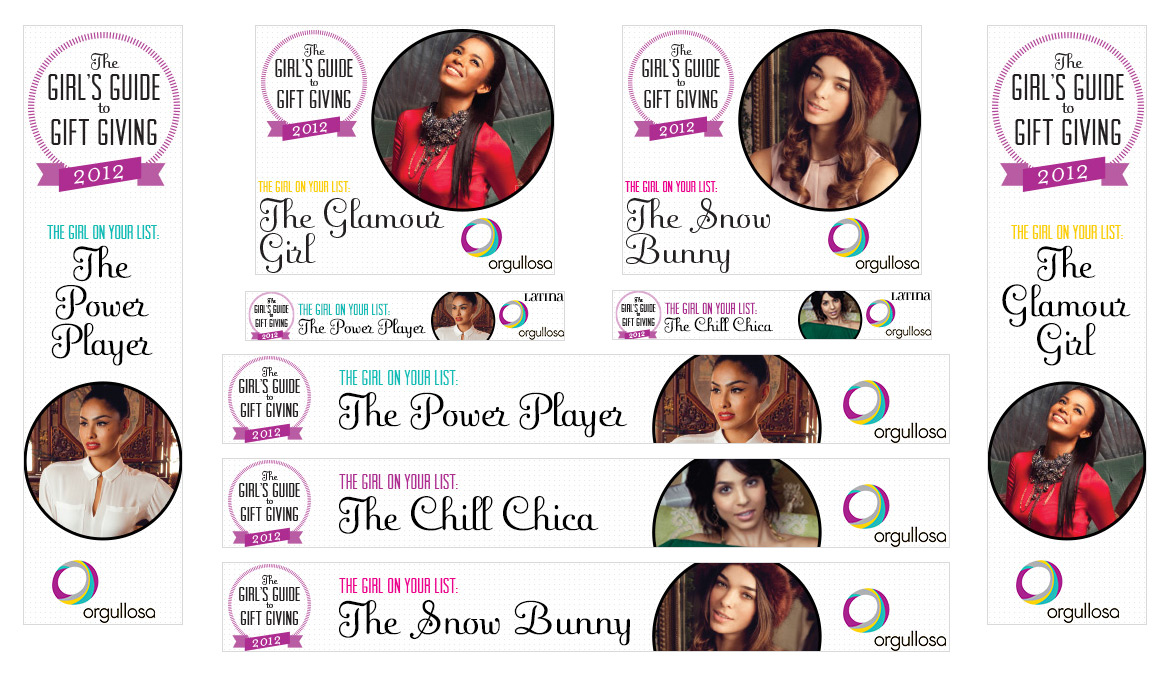 The
GIRL'S GUIDE
to
GIFT GIVING
2012
THE GIRL ON YOUR LIST:
The
Power
Player
orgullosa
The
GIRL'S GUIDE
to
GIFT GIVING
2012
THE GIRL ON YOUR LIST:
The Glamour
Girl
orgullosa
The
GIRL'S GUIDE
to
GIFT GIVING
2012
THE GIRL ON YOUR LIST:
The Snow
Bunny
orgullosa
The
GIRL'S GUIDE
to
GIFT GIVING
2012
THE GIRL ON YOUR LIST:
The Power Player
LATINA
orgullosa
The
GIRL'S GUIDE
to
GIFT GIVING
2012
THE GIRL ON YOUR LIST:
The Chill Chica
LATINA
orgullosa
The
GIRL'S GUIDE
to
GIFT GIVING
2012
THE GIRL ON YOUR LIST:
The Power Player
orgullosa
The
GIRL'S GUIDE
to
GIFT GIVING
2012
THE GIRL ON YOUR LIST:
The Chill Chica
orgullosa
The
GIRL'S GUIDE
to
GIFT GIVING
2012
THE GIRL ON YOUR LIST:
The Snow Bunny
orgullosa
The
GIRL'S GUIDE
to
GIFT GIVING
2012
THE GIRL ON YOUR LIST:
The
Glamour
Girl
orgullosa